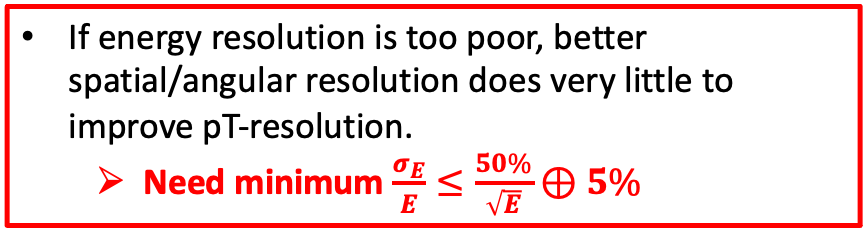 • If energy resolution is too poor, better
spatial/angular resolution does very little to
improve pT-resolution.
➢ Need minimum σ_E/E ≤ 50%/√E ⊕ 5%